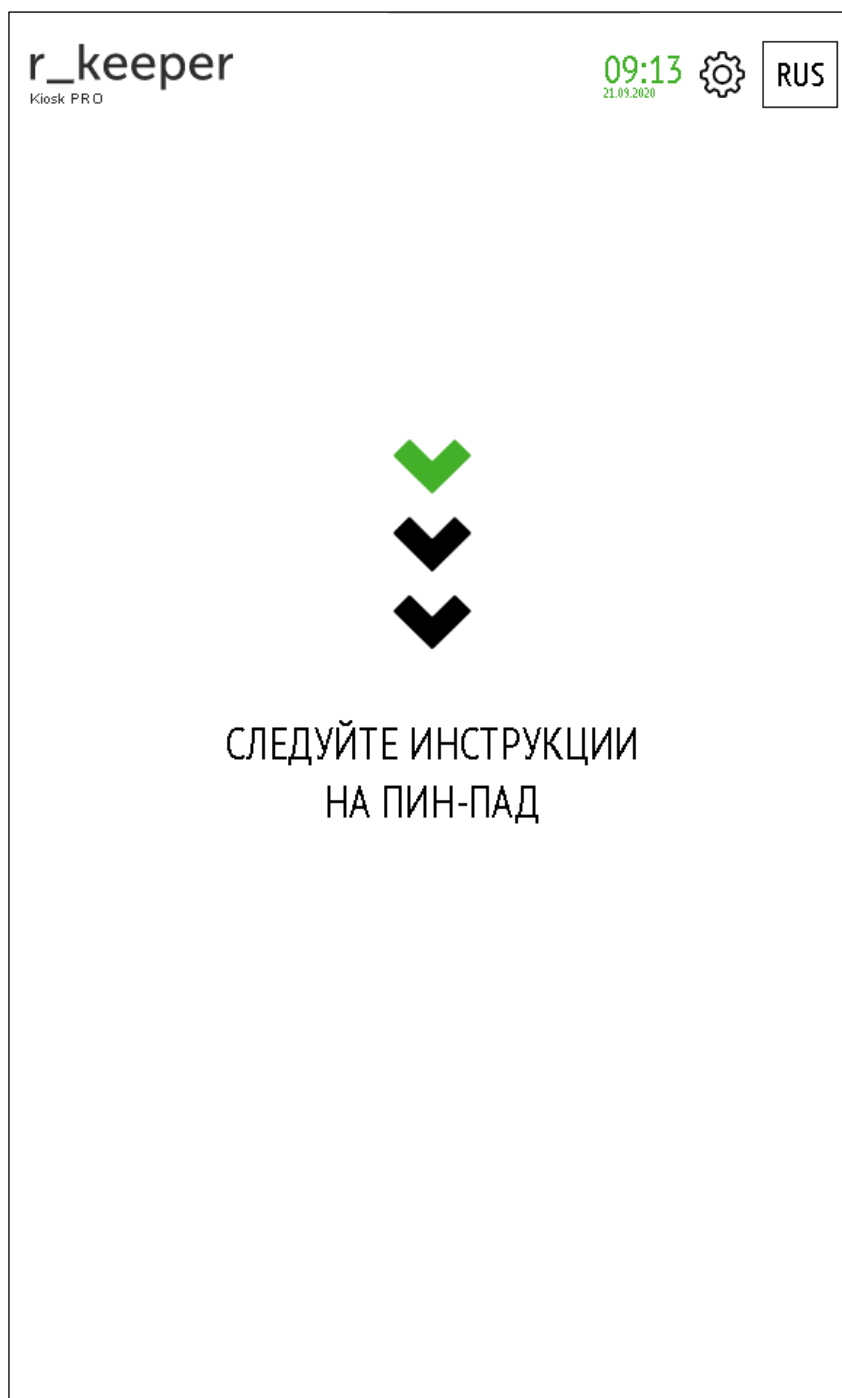 r_keeper
Kiosk PRO
09:13
21.09.2020
RUS
СЛЕДУЙТЕ ИНСТРУКЦИИ
НА ПИН-ПАД